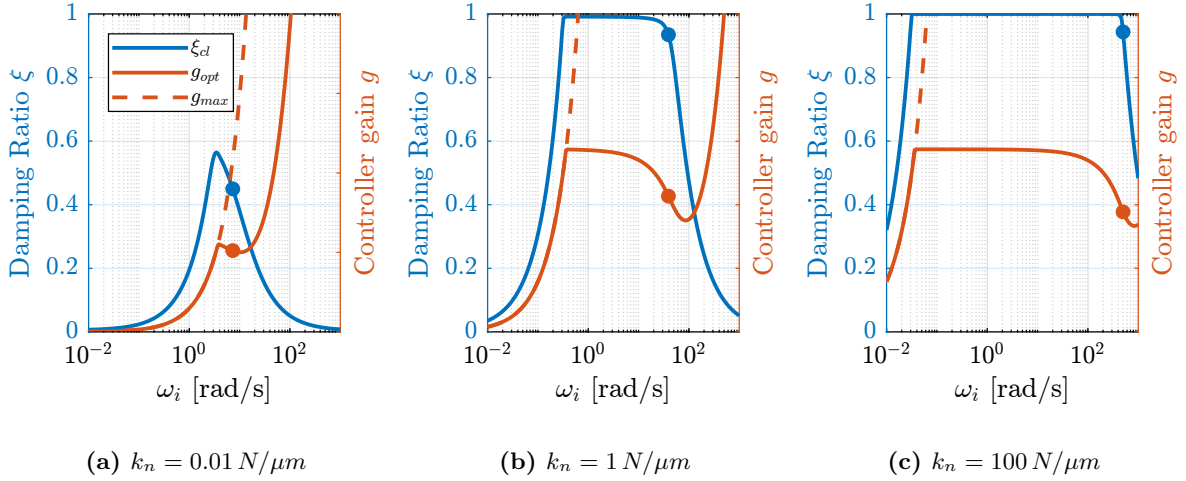 Damping Ratio ξ
1
0.8
0.6
0.4
0.2
0
ξ_cl
g_opt
g_max
10^−2
10^0
10^2
ω_i [rad/s]
Controller gain g
(a) k_n = 0.01 N/μm
Damping Ratio ξ
1
0.8
0.6
0.4
0.2
0
10^−2
10^0
10^2
ω_i [rad/s]
Controller gain g
(b) k_n = 1 N/μm
Damping Ratio ξ
1
0.8
0.6
0.4
0.2
0
10^−2
10^0
10^2
ω_i [rad/s]
Controller gain g
(c) k_n = 100 N/μm